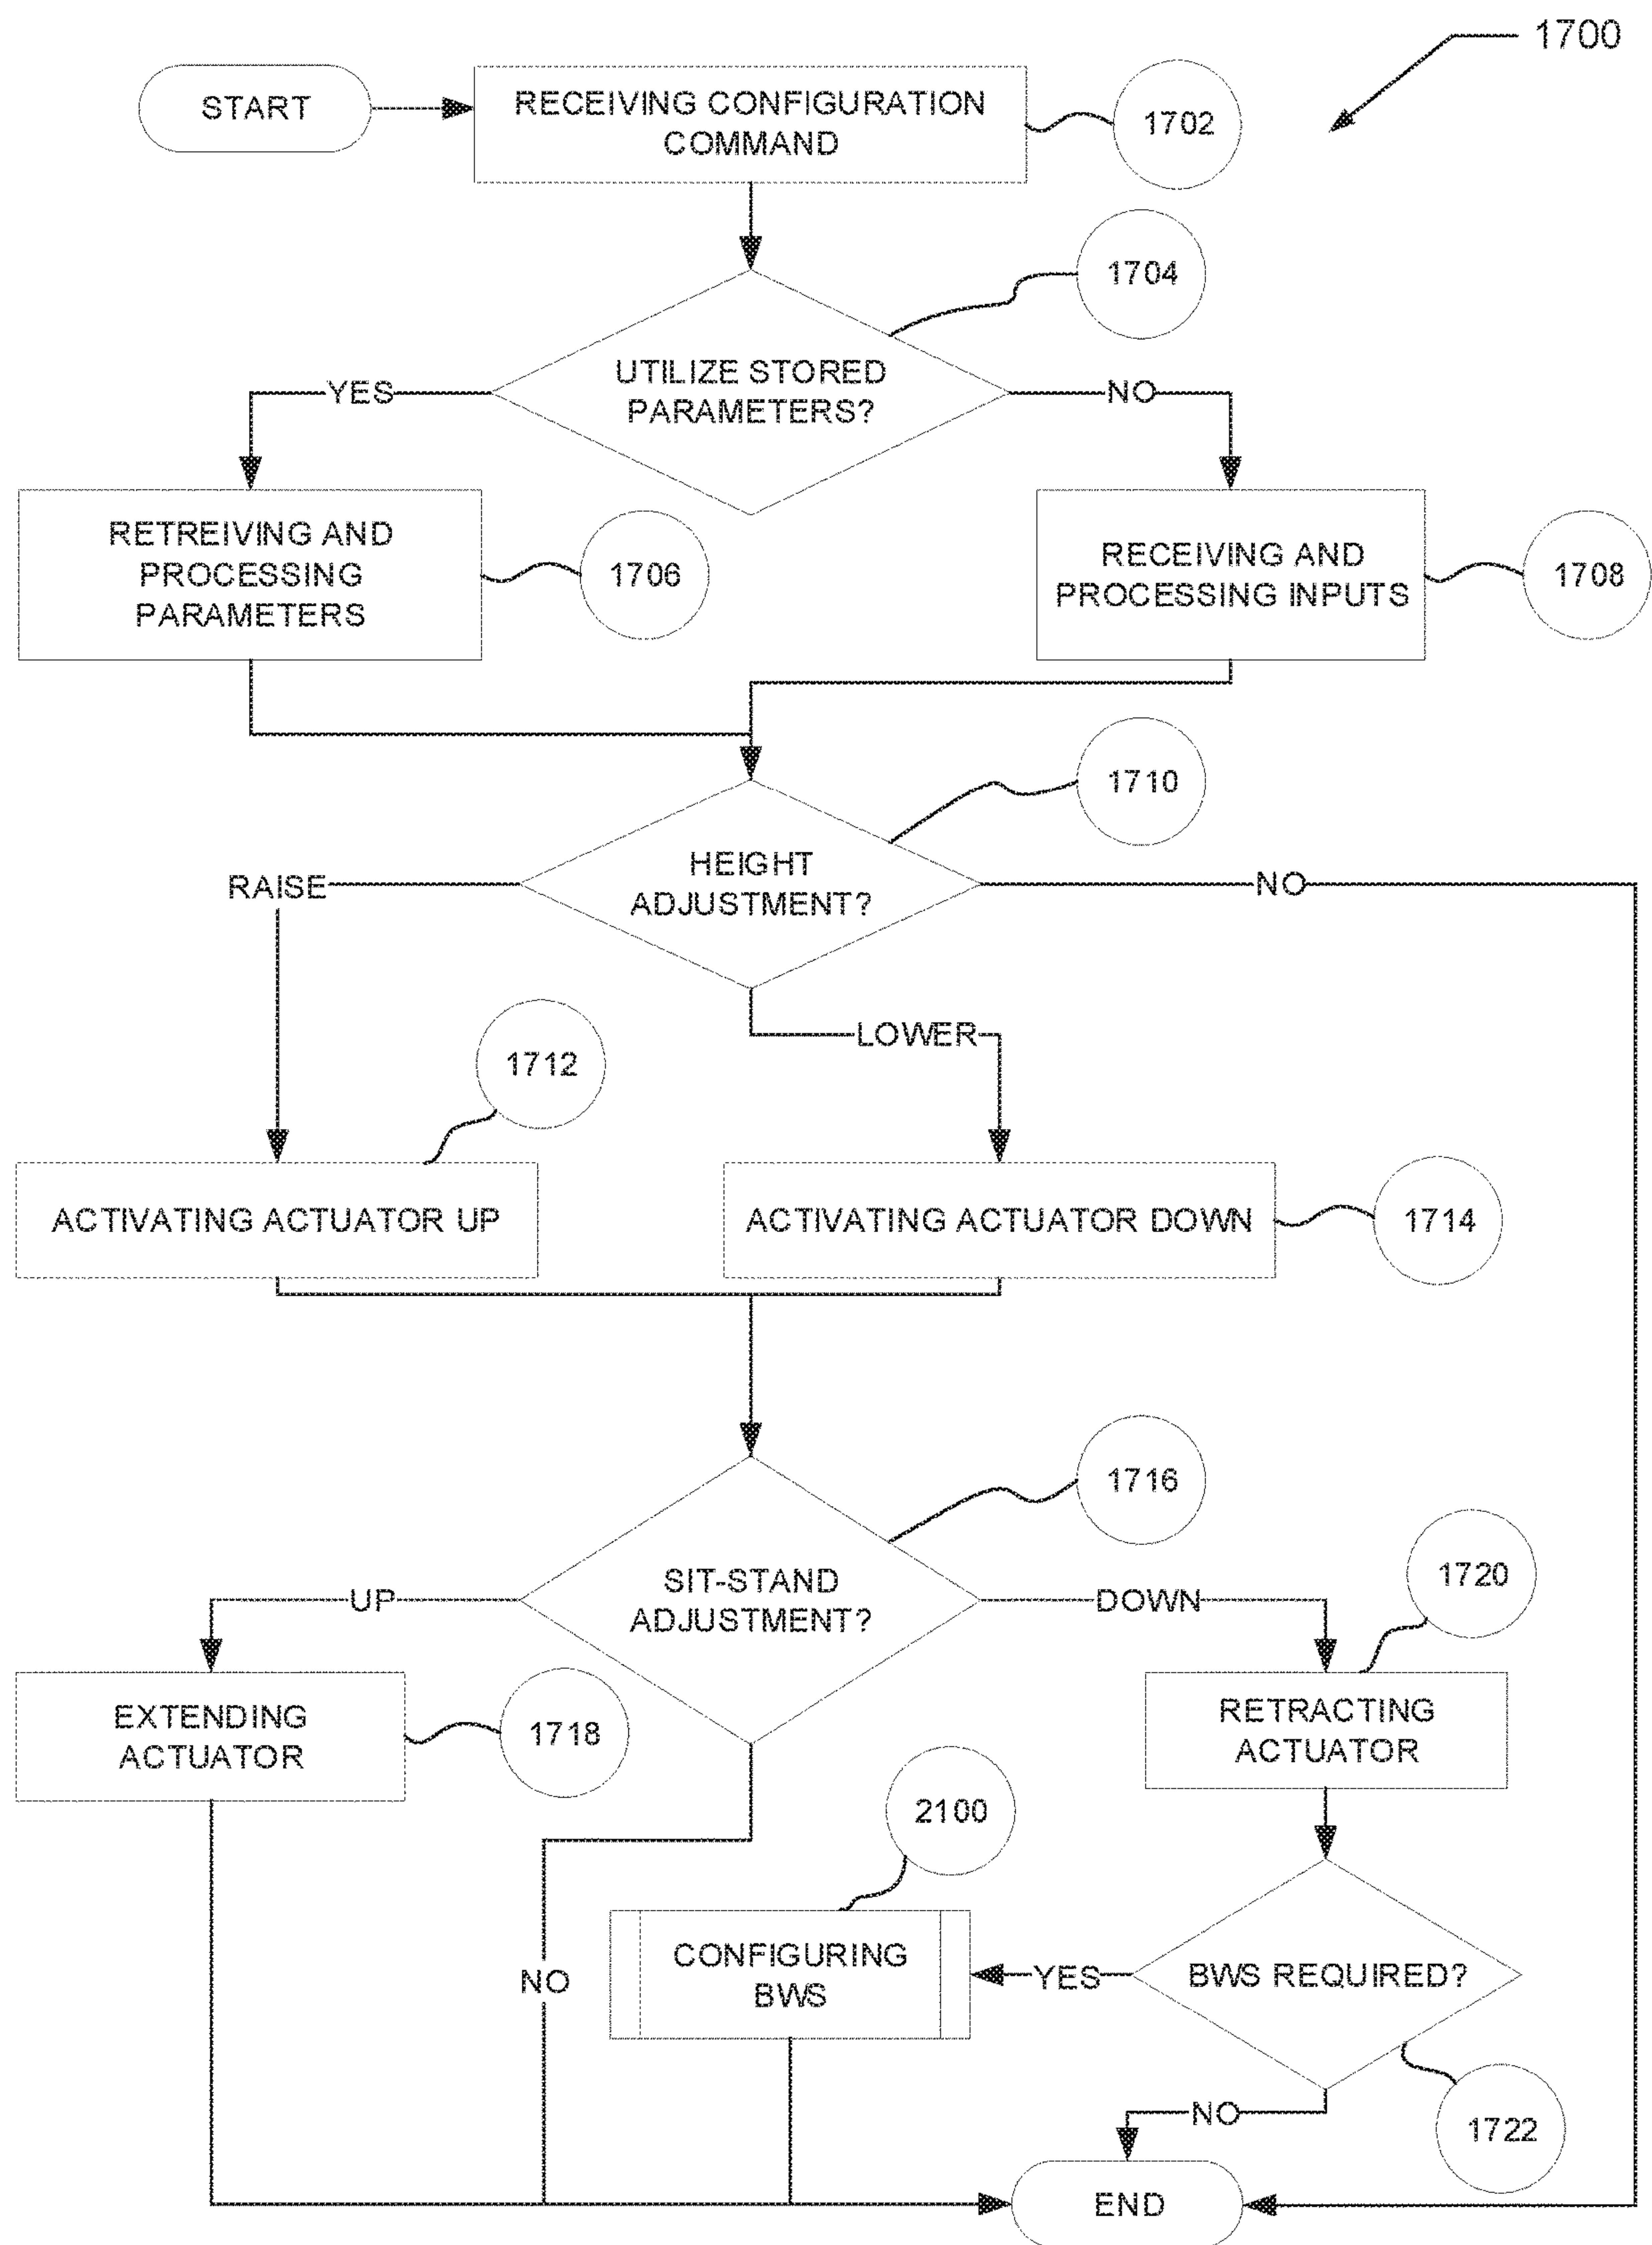 1700
START
RECEIVING CONFIGURATION
COMMAND
1702
1704
UTILIZE STORED
PARAMETERS?
YES
NO
RETREIVING AND
PROCESSING
PARAMETERS
1706
RECEIVING AND
PROCESSING INPUTS
1708
1710
HEIGHT
ADJUSTMENT?
RAISE
NO
LOWER
1712
ACTIVATING ACTUATOR UP
ACTIVATING ACTUATOR DOWN
1714
1716
SIT-STAND
ADJUSTMENT?
UP
DOWN
1720
EXTENDING
ACTUATOR
1718
RETRACTING
ACTUATOR
2100
CONFIGURING
BWS
NO
YES
BWS REQUIRED?
NO
1722
END